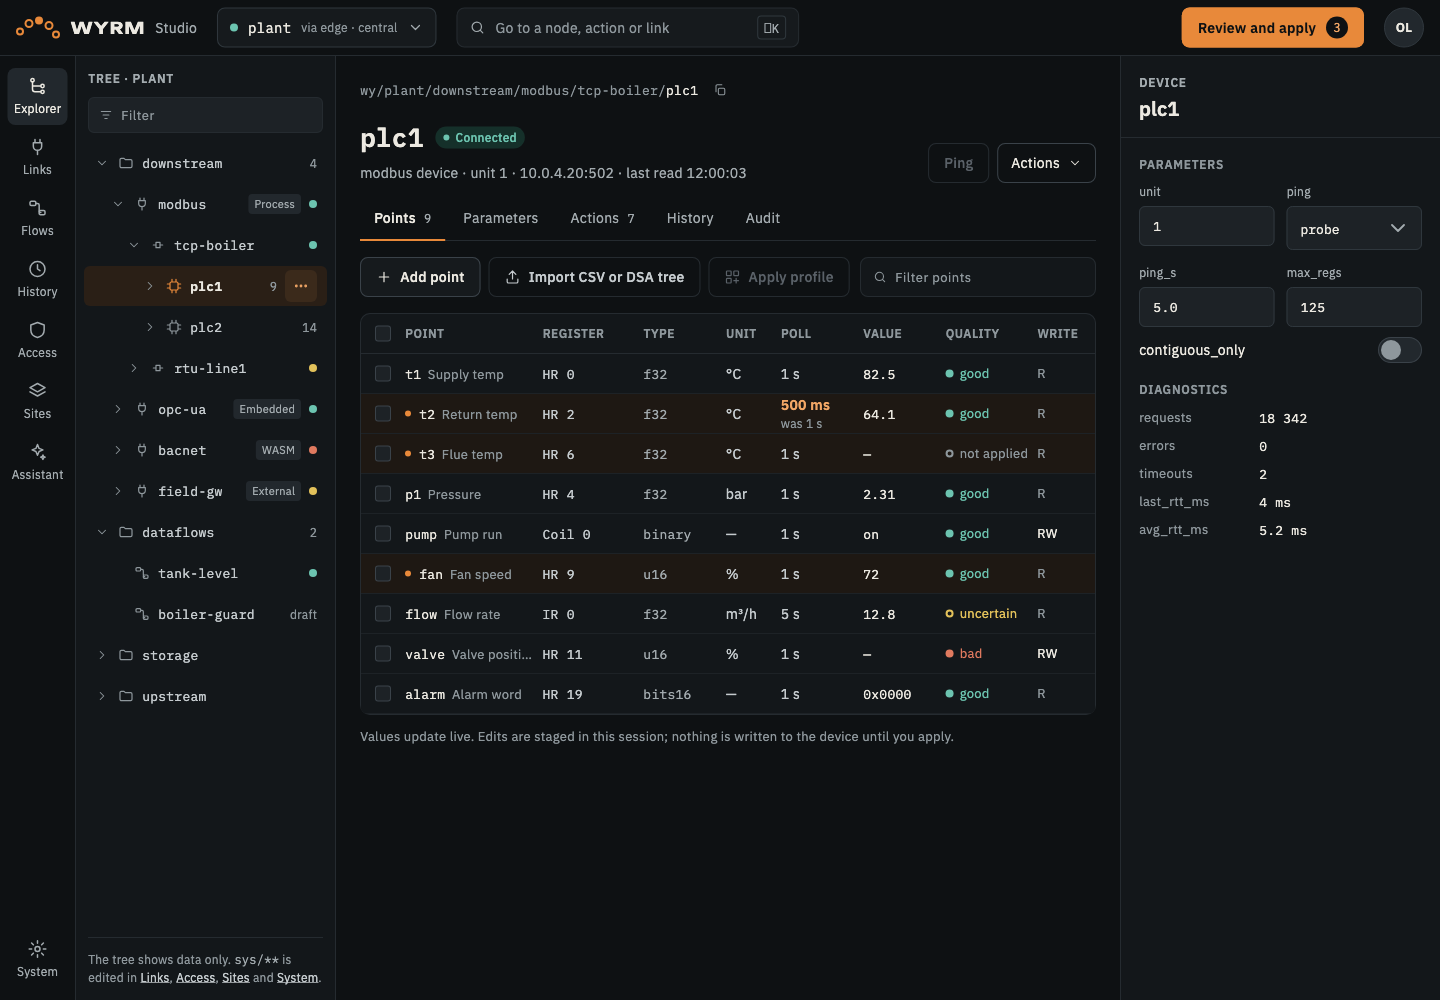 WYRM Studio
plant via edge · central
Go to a node, action or link
K
Review and apply 3
OL
Explorer
Links
Flows
History
Access
Sites
Assistant
System
TREE · PLANT
Filter
downstream 4
modbus Process
tcp-boiler
plc1 9
plc2 14
rtu-line1
opc-ua Embedded
bacnet WASM
field-gw External
dataflows 2
tank-level
boiler-guard draft
storage
upstream
The tree shows data only. sys/** is
edited in Links, Access, Sites and System.
wy/plant/downstream/modbus/tcp-boiler/plc1
plc1 Connected
modbus device · unit 1 · 10.0.4.20:502 · last read 12:00:03
Ping
Actions
Points 9 Parameters Actions 7 History Audit
Add point
Import CSV or DSA tree
Apply profile
Filter points
POINT REGISTER TYPE UNIT POLL VALUE QUALITY WRITE
t1 Supply temp HR 0 f32 °C 1 s 82.5 good R
t2 Return temp HR 2 f32 °C 500 ms was 1 s 64.1 good R
t3 Flue temp HR 6 f32 °C 1 s – not applied R
p1 Pressure HR 4 f32 bar 1 s 2.31 good R
pump Pump run Coil 0 binary — 1 s on good RW
fan Fan speed HR 9 u16 % 1 s 72 good R
flow Flow rate IR 0 f32 m³/h 5 s 12.8 uncertain R
valve Valve positi... HR 11 u16 % 1 s – bad RW
alarm Alarm word HR 19 bits16 — 1 s 0x0000 good R
Values update live. Edits are staged in this session; nothing is written to the device until you apply.
DEVICE
plc1
PARAMETERS
unit ping
1 probe
ping_s max_regs
5.0 125
contiguous_only
DIAGNOSTICS
requests 18 342
errors 0
timeouts 2
last_rtt_ms 4 ms
avg_rtt_ms 5.2 ms